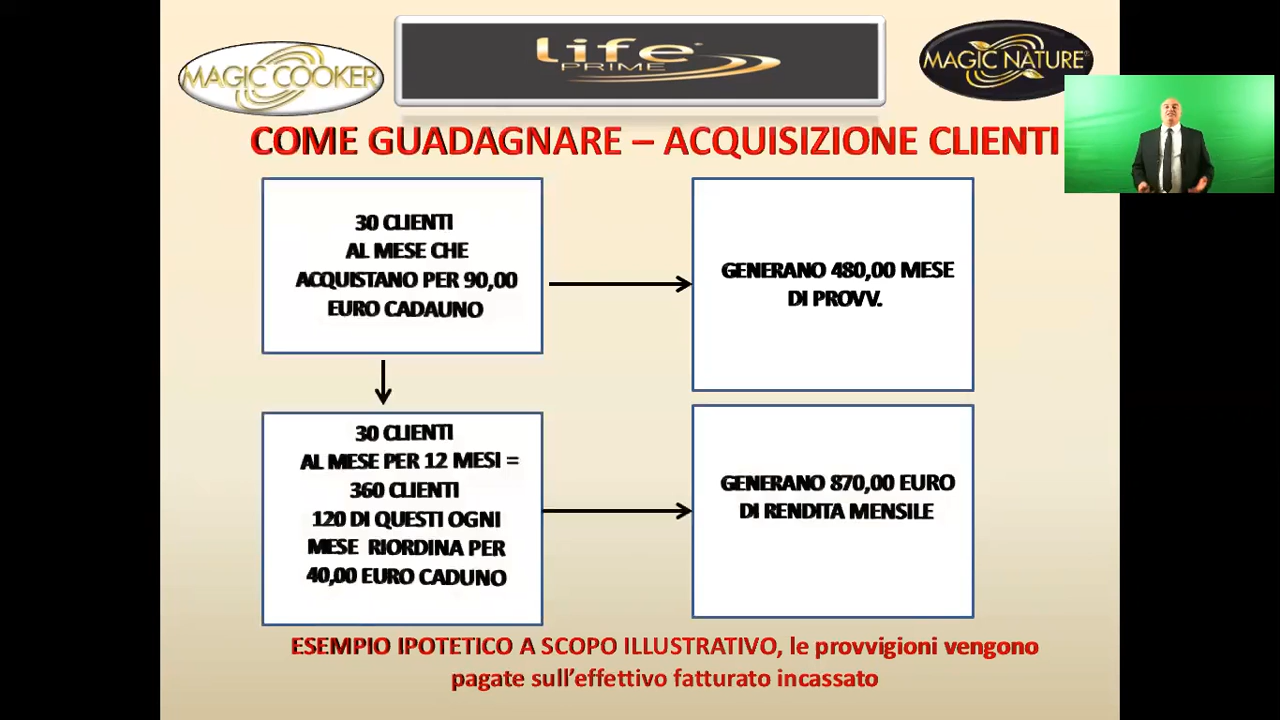 MAGIC COOKER
Life
PRIME
MAGIC NATURE®
COME GUADAGNARE – ACQUISIZIONE CLIENTI
30 CLIENTI
AL MESE CHE
ACQUISTANO PER 90,00
EURO CADAUNO
GENERANO 480,00 MESE
DI PROVV.
30 CLIENTI
AL MESE PER 12 MESI =
360 CLIENTI
120 DI QUESTI OGNI
MESE RIORDINA PER
40,00 EURO CADUNO
GENERANO 870,00 EURO
DI RENDITA MENSILE
ESEMPIO IPOTETICO A SCOPO ILLUSTRATIVO, le provvigioni vengono
pagate sull’effettivo fatturato incassato